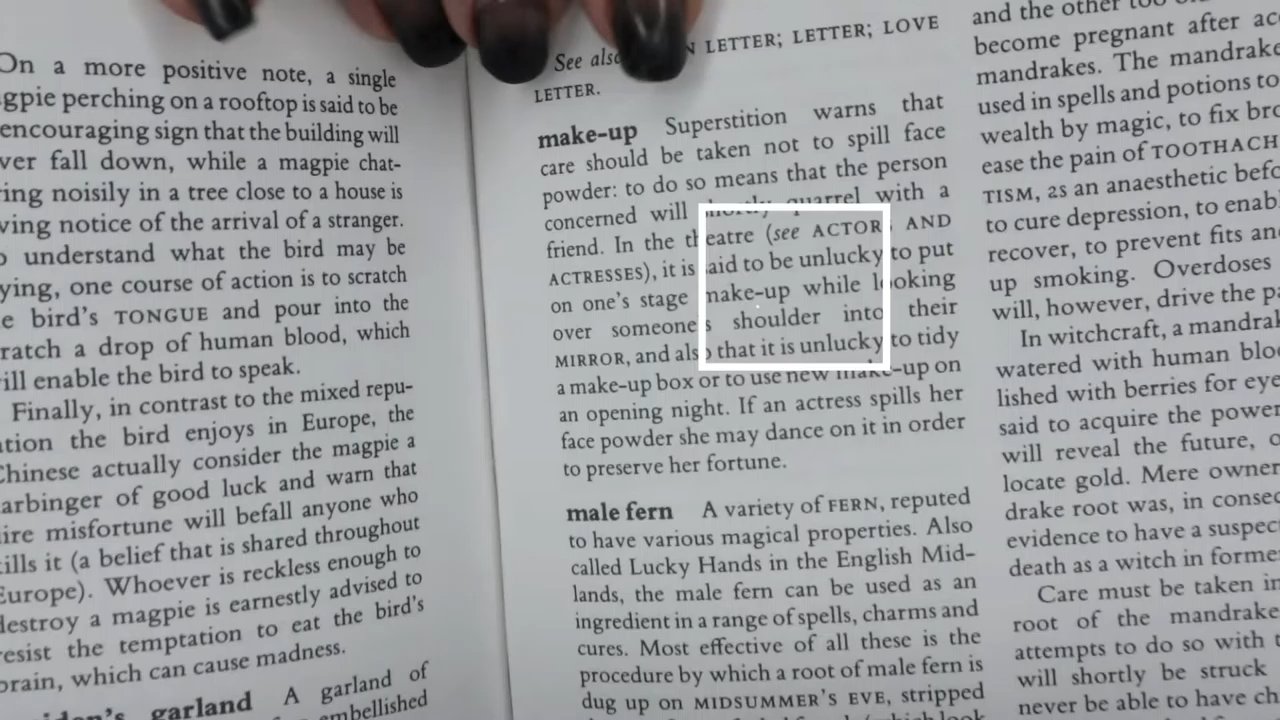 On a more positive note, a single
gpie perching on a rooftop is said to be
encouraging sign that the building will
ver fall down, while a magpie chat-
ring noisily in a tree close to a house is
ving notice of the arrival of a stranger.
o understand what the bird may be
ying, one course of action is to scratch
e bird's TONGUE and pour into the
ratch a drop of human blood, which
ill enable the bird to speak.
Finally, in contrast to the mixed repu-
ation the bird enjoys in Europe, the
Chinese actually consider the magpie a
arbinger of good luck and warn that
ire misfortune will befall anyone who
ills it (a belief that is shared throughout
Europe). Whoever is reckless enough to
destroy a magpie is earnestly advised to
resist the temptation to eat the bird's
brain, which can cause madness.
iden's garland A garland of
embellished
See also N LETTER; LETTER; LOVE
LETTER.
make-up Superstition warns that
care should be taken not to spill face
powder: to do so means that the person
concerned will shortly quarrel with a
friend. In the theatre (see ACTORS AND
ACTRESSES), it is said to be unlucky to put
on one's stage make-up while looking
over someone's shoulder into their
MIRROR, and also that it is unlucky to tidy
a make-up box or to use new make-up on
an opening night. If an actress spills her
face powder she may dance on it in order
to preserve her fortune.
male fern A variety of FERN, reputed
to have various magical properties. Also
called Lucky Hands in the English Mid-
lands, the male fern can be used as an
ingredient in a range of spells, charms and
cures. Most effective of all these is the
procedure by which a root of male fern is
dug up on MIDSUMMER'S EVE, stripped
and the other too
become pregnant after ac
mandrakes. The mandrake
used in spells and potions to
wealth by magic, to fix bro
ease the pain of TOOTHACH
TISM, as an anaesthetic befo
to cure depression, to enab
recover, to prevent fits an
up smoking. Overdoses
will, however, drive the pa
In witchcraft, a mandral
watered with human bloo
lished with berries for eye
said to acquire the power
will reveal the future, o
locate gold. Mere owner
drake root was, in consec
evidence to have a suspec
death as a witch in forme
Care must be taken in
root of the mandrake
attempts to do so with
will shortly be struck
never be able to have ch